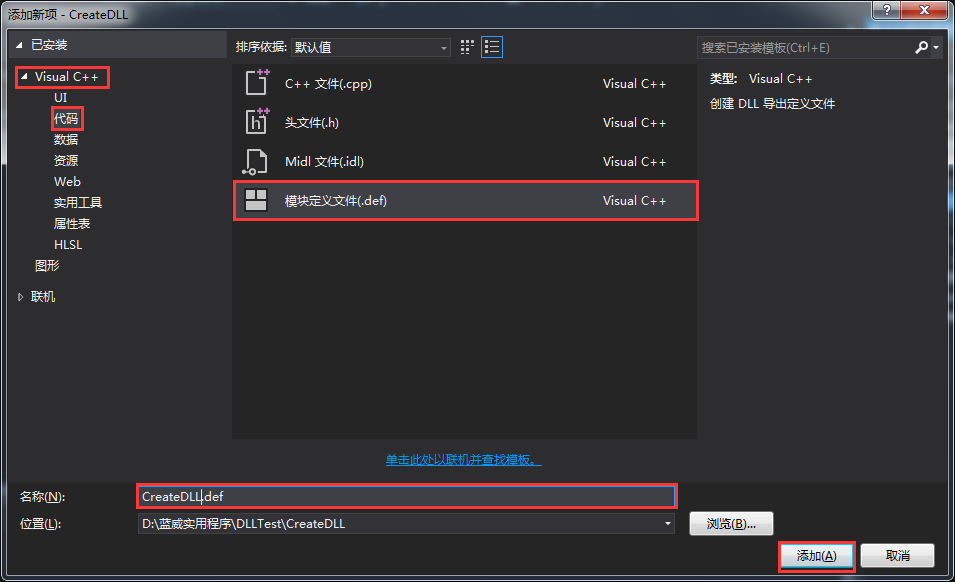 添加新项 - CreateDLL
已安装
排序依据: 默认值
搜索已安装模板(Ctrl+E)
Visual C++
UI
代码
数据
资源
Web
实用工具
属性表
HLSL
图形
联机
C++ 文件(.cpp) Visual C++
头文件(.h) Visual C++
Midl 文件(.idl) Visual C++
模块定义文件(.def) Visual C++
类型: Visual C++
创建 DLL 导出定义文件
单击此处以联机并查找模板。
名称(N): CreateDLL.def
位置(L): D:\蓝威实用程序\DLLTest\CreateDLL
浏览(B)...
添加(A) 取消